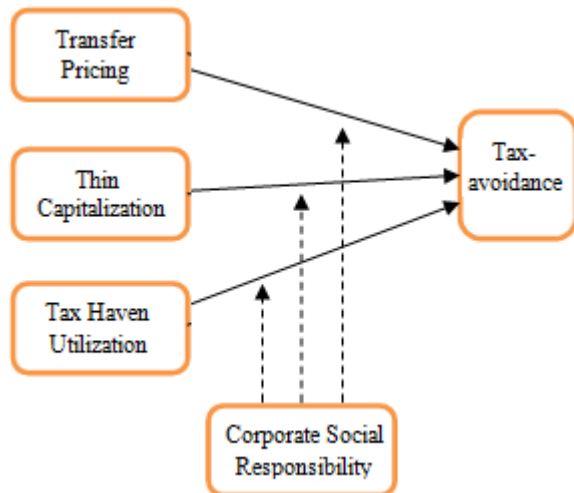 Transfer
Pricing
Thin
Capitalization
Tax Haven
Utilization
Tax-
avoidance
Corporate Social
Responsibility